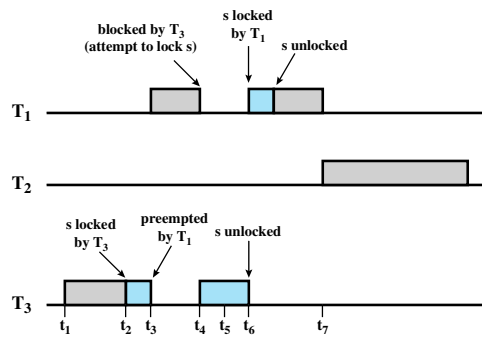 blocked by T3
(attempt to lock s)
s locked
by T1
s unlocked
T1
T2
s locked
by T3
preempted
by T1
s unlocked
T3
t1 t2 t3 t4 t5 t6 t7